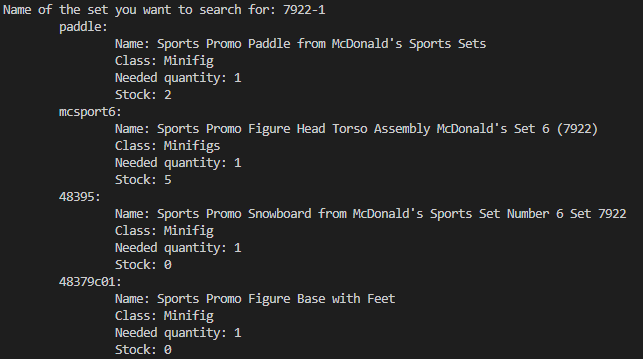 Name of the set you want to search for: 7922-1
paddle:
Name: Sports Promo Paddle from McDonald's Sports Sets
Class: Minifig
Needed quantity: 1
Stock: 2
mcsport6:
Name: Sports Promo Figure Head Torso Assembly McDonald's Set 6 (7922)
Class: Minifigs
Needed quantity: 1
Stock: 5
48395:
Name: Sports Promo Snowboard from McDonald's Sports Set Number 6 Set 7922
Class: Minifig
Needed quantity: 1
Stock: 0
48379c01:
Name: Sports Promo Figure Base with Feet
Class: Minifig
Needed quantity: 1
Stock: 0